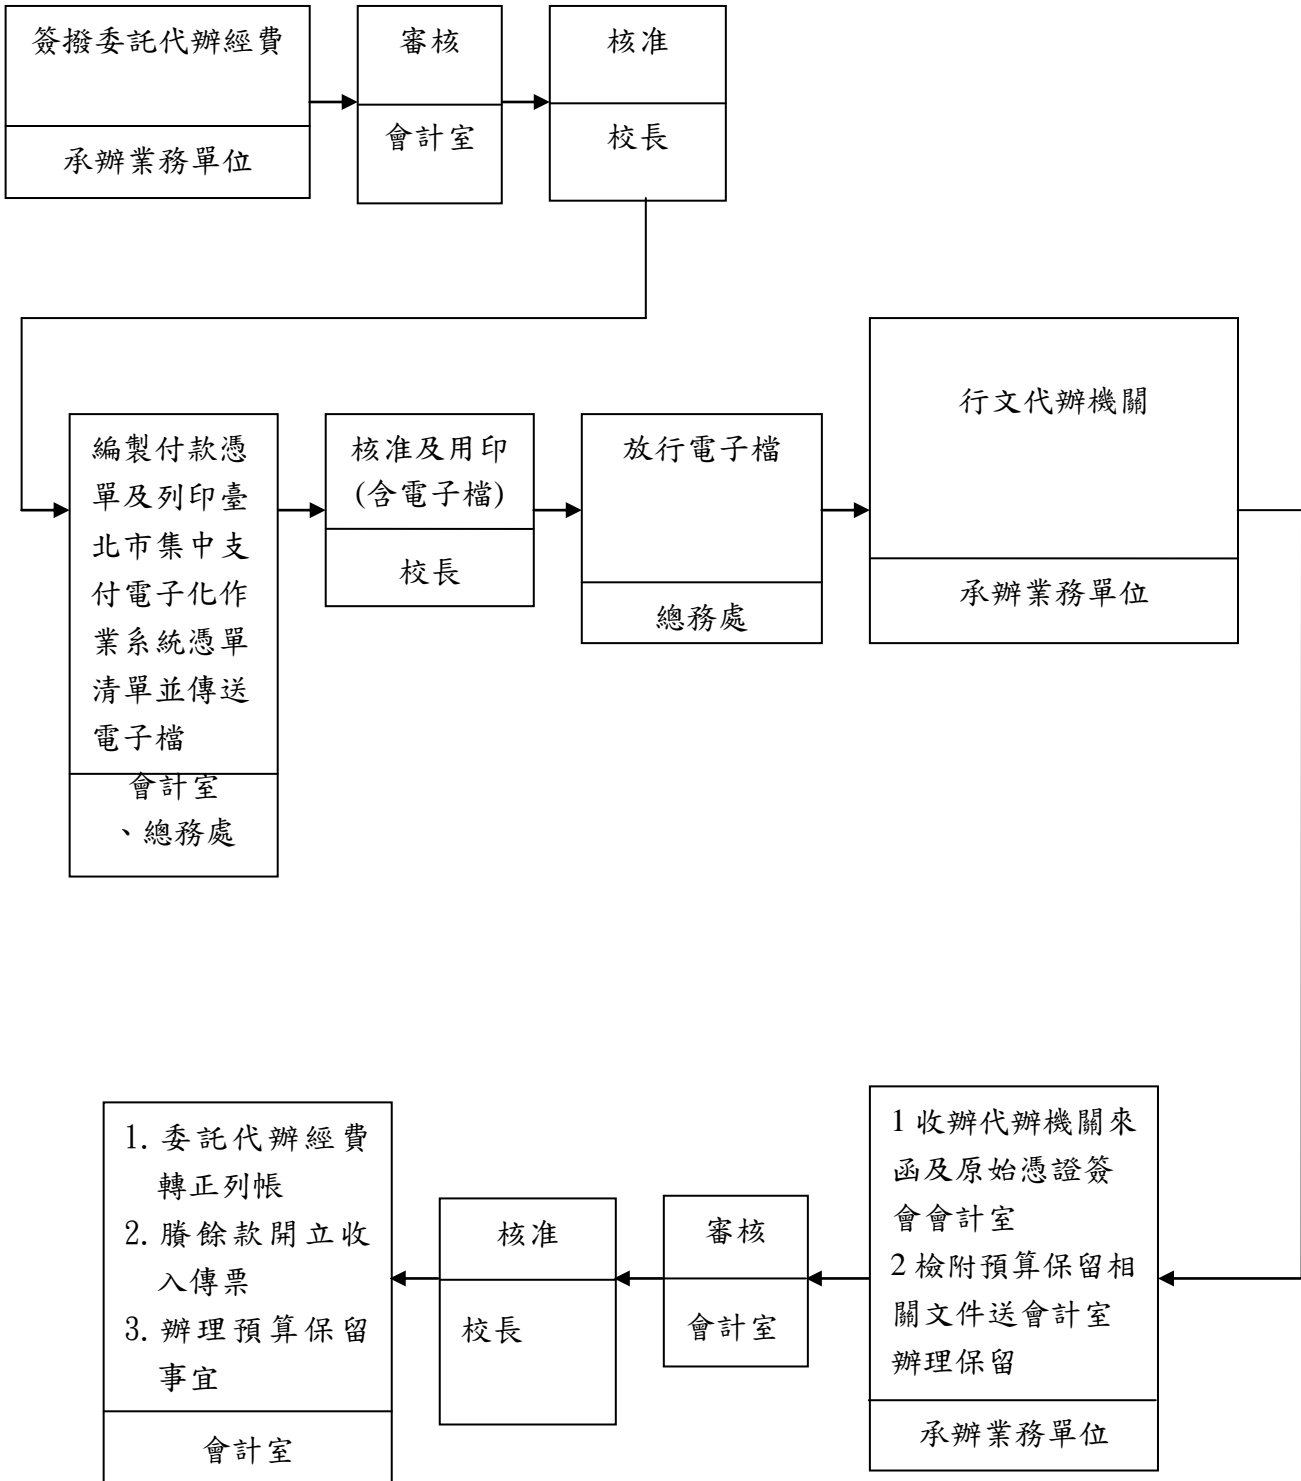 簽撥委託代辦經費
承辦業務單位
審核
會計室
核准
校長
編製付款憑
單及列印臺
北市集中支
付電子化作
業系統憑單
清單並傳送
電子檔
會計室
、總務處
核准及用印
(含電子檔)
校長
放行電子檔
總務處
行文代辦機關
承辦業務單位
1 收辦代辦機關來
函及原始憑證簽
會會計室
2 檢附預算保留相
關文件送會計室
辦理保留
承辦業務單位
審核
會計室
核准
校長
1. 委託代辦經費
轉正列帳
2. 賸餘款開立收
入傳票
3. 辦理預算保留
事宜
會計室